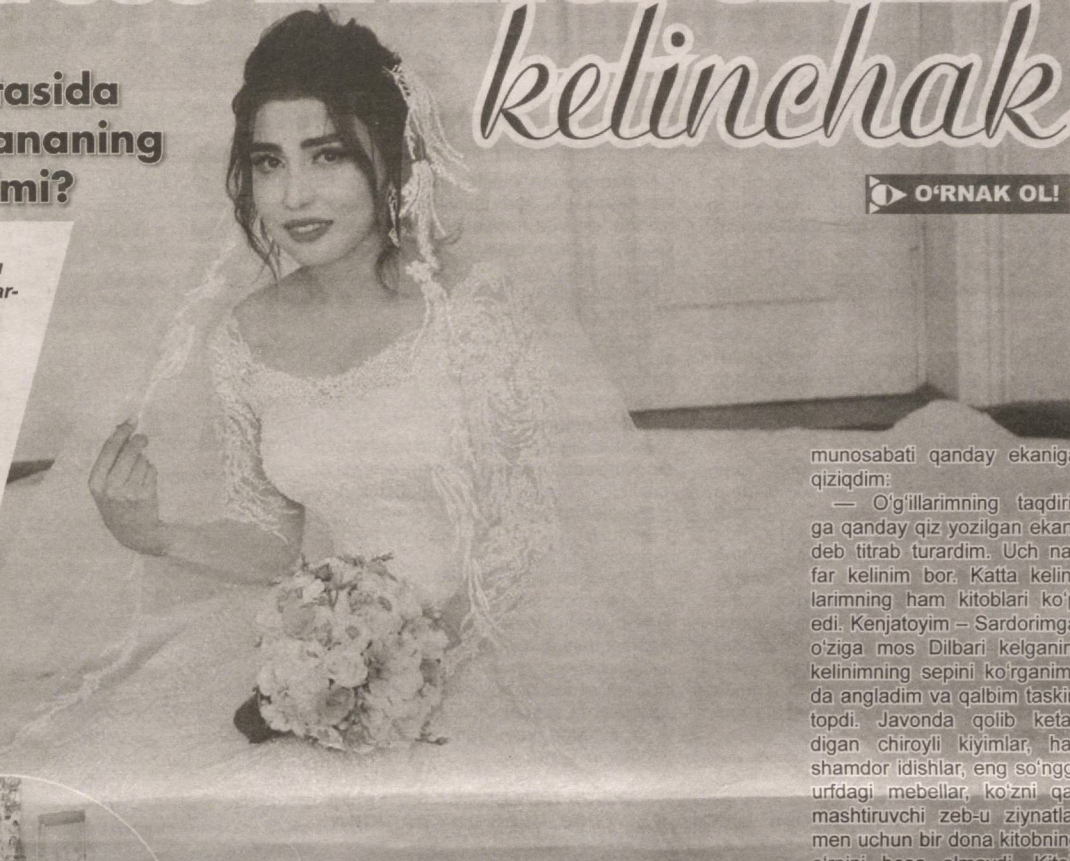 kelinchak
tasida
ananing
mi?
O‘RNAK OL!
ar-
munosabati qanday ekaniga
qiziqdim:
— O‘g‘illarimning taqdiri
ga qanday qiz yozilgan ekan
deb titrab turardim. Uch na
far kelinim bor. Katta kelin
larimning ham kitoblari ko‘p
edi. Kenjatoyim – Sardorimga
o‘ziga mos Dilbari kelganin
kelinimning sepini ko‘rganim
da angladim va qalbim taskin
topdi. Javonda qolib keta
digan chiroyli kiyimlar, ha
shamdor idishlar, eng so‘ngg
urfdagi mebellar, ko‘zni qa
mashtiruvchi zeb-u ziynatla
men uchun bir dona kitobning